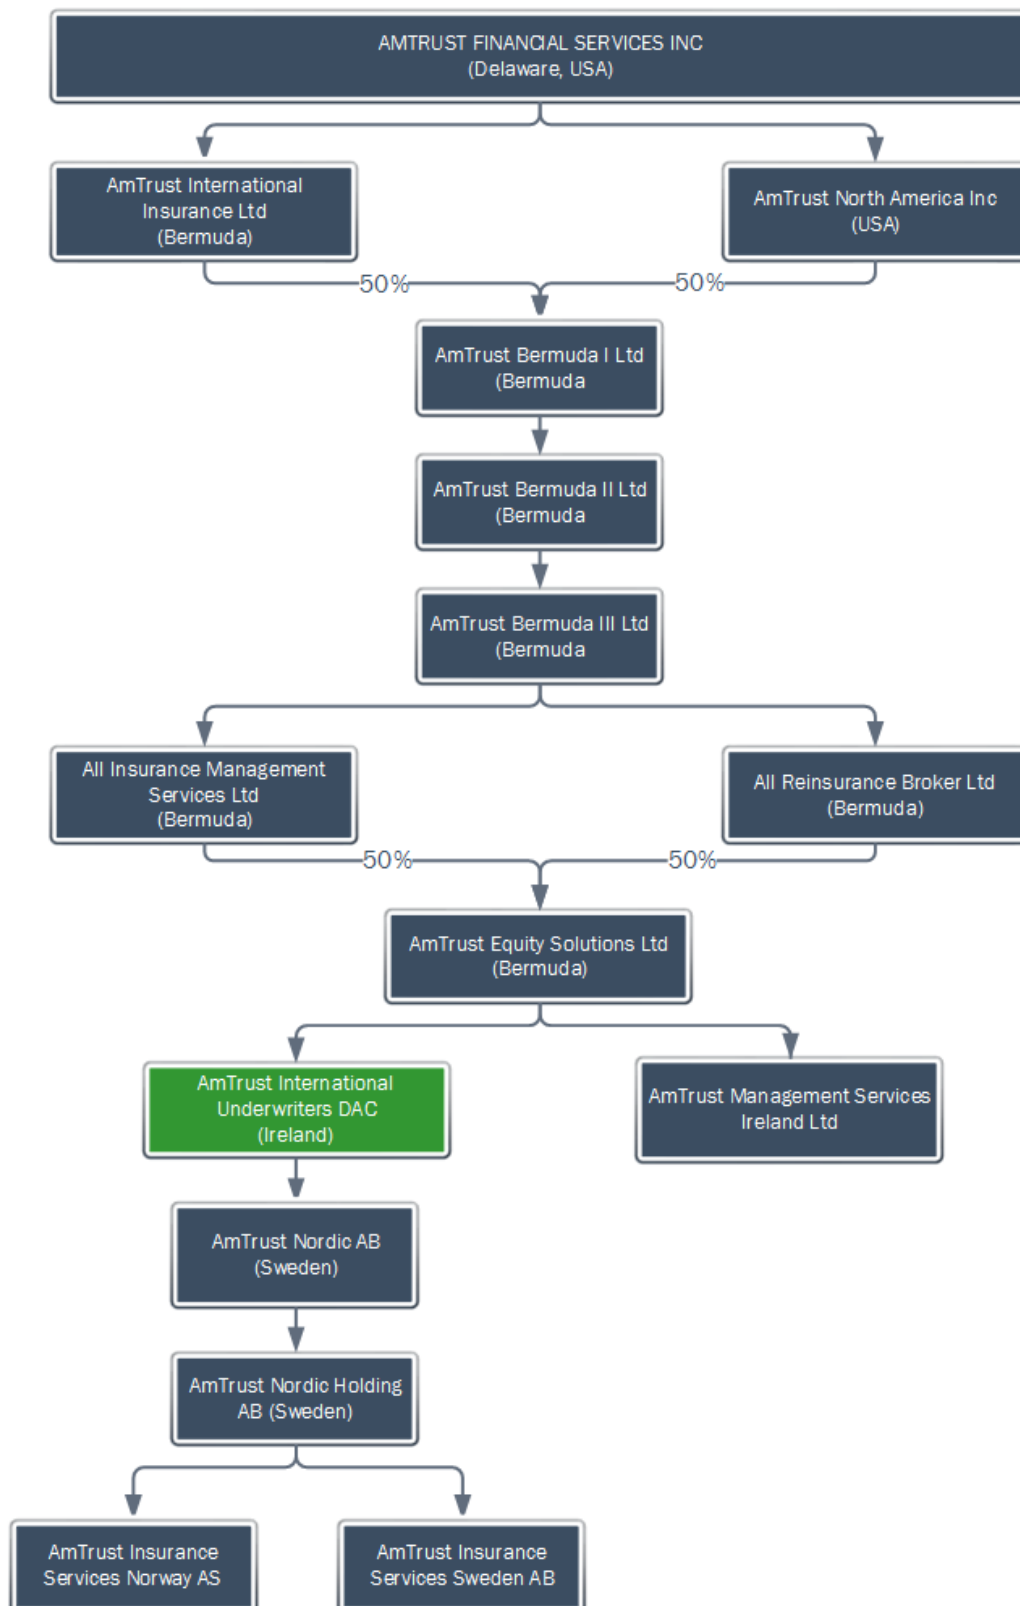 AMTRUST FINANCIAL SERVICES INC
(Delaware, USA)
AmTrust International
Insurance Ltd
(Bermuda)
AmTrust North America Inc
(USA)
50%
50%
AmTrust Bermuda I Ltd
(Bermuda
AmTrust Bermuda II Ltd
(Bermuda
AmTrust Bermuda III Ltd
(Bermuda
All Insurance Management
Services Ltd
(Bermuda)
All Reinsurance Broker Ltd
(Bermuda)
50%
50%
AmTrust Equity Solutions Ltd
(Bermuda)
AmTrust International
Underwriters DAC
(Ireland)
AmTrust Management Services
Ireland Ltd
AmTrust Nordic AB
(Sweden)
AmTrust Nordic Holding
AB (Sweden)
AmTrust Insurance
Services Norway AS
AmTrust Insurance
Services Sweden AB